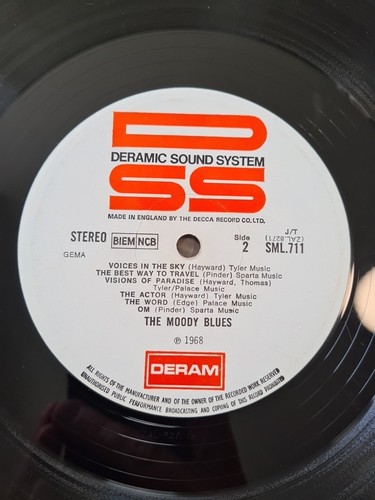 DSS
DERAMIC SOUND SYSTEM
MADE IN ENGLAND BY THE DECCA RECORD CO. LTD.
STEREO
BIEM NCB
GEMA
Side
2
J/T
(ZAL.8271)
SML.711
VOICES IN THE SKY (Hayward) Tyler Music
THE BEST WAY TO TRAVEL (Pinder) Sparta Music
VISIONS OF PARADISE (Hayward, Thomas)
Tyler/Palace Music
THE ACTOR (Hayward) Tyler Music
THE WORD (Edge) Palace Music
OM (Pinder) Sparta Music
THE MOODY BLUES
℗ 1968
DERAM
ALL RIGHTS OF THE MANUFACTURER AND OF THE OWNER OF THE RECORDED WORK RESERVED
UNAUTHORISED PUBLIC PERFORMANCE BROADCASTING AND COPYING OF THIS RECORD PROHIBITED